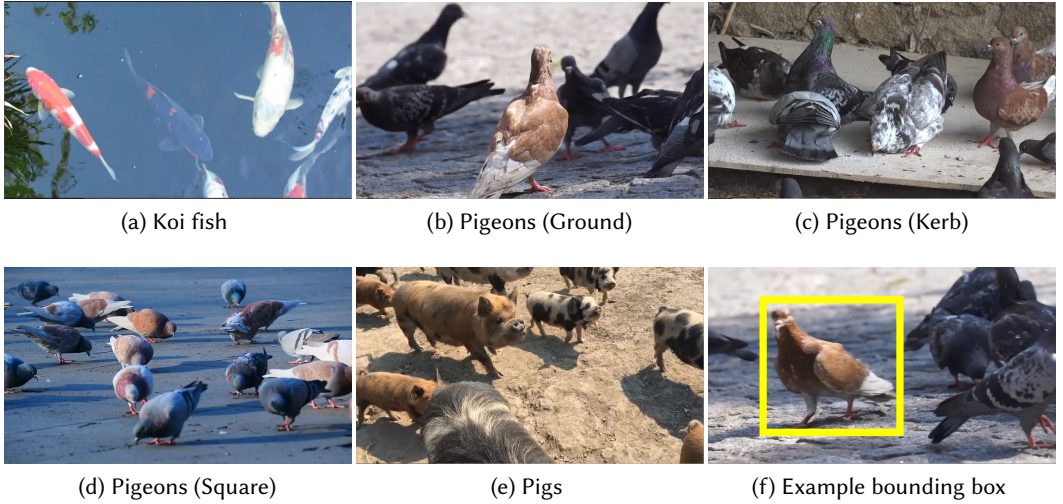 (a) Koi fish
(b) Pigeons (Ground)
(c) Pigeons (Kerb)
(d) Pigeons (Square)
(e) Pigs
(f) Example bounding box